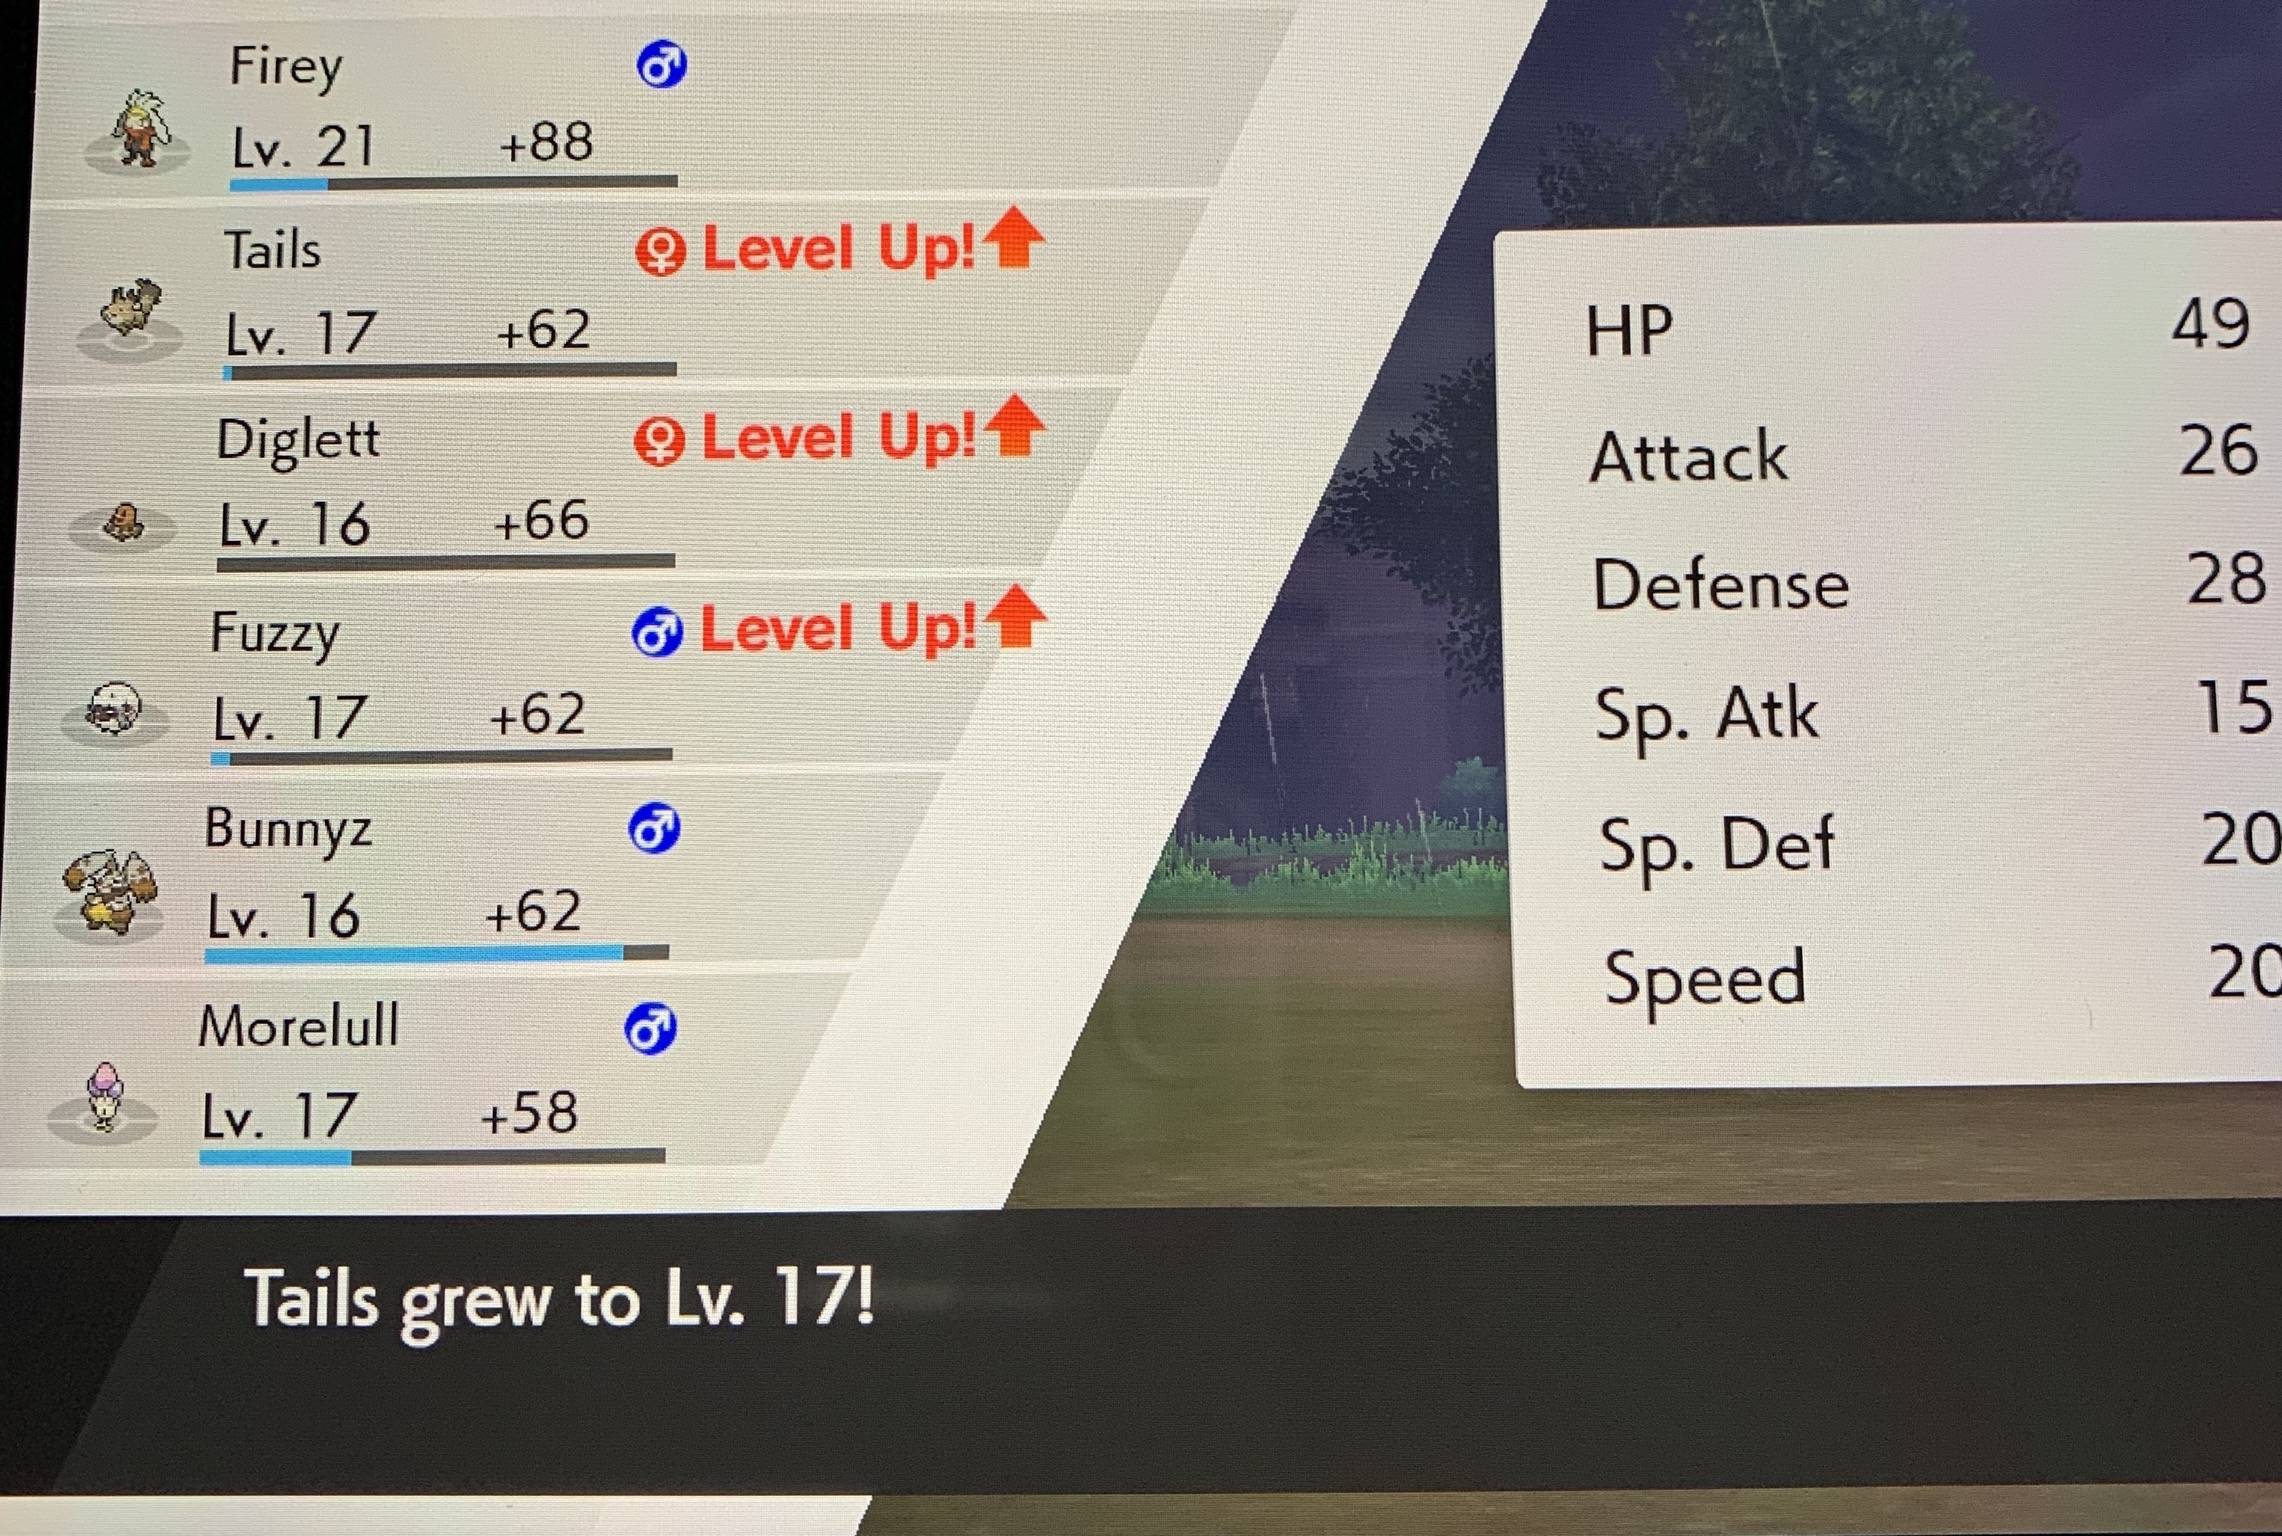 Firey ♂
Lv. 21 +88
Tails ♀ Level Up!
Lv. 17 +62
Diglett ♀ Level Up!
Lv. 16 +66
Fuzzy ♂ Level Up!
Lv. 17 +62
Bunnyz ♂
Lv. 16 +62
Morelull ♂
Lv. 17 +58
HP 49
Attack 26
Defense 28
Sp. Atk 15
Sp. Def 20
Speed 20
Tails grew to Lv. 17!